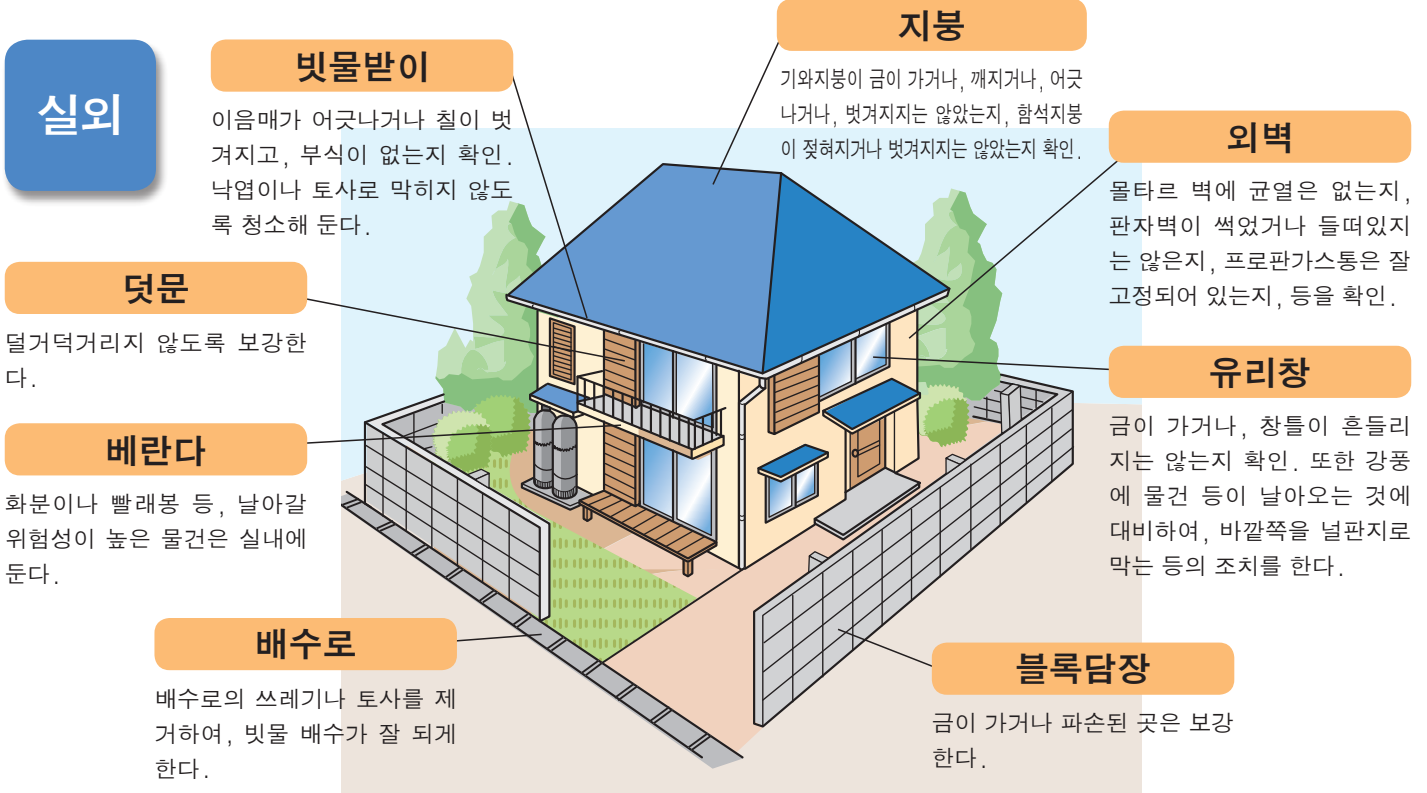 실외
빗물받이
이음매가 어긋나거나 칠이 벗
겨지고, 부식이 없는지 확인.
낙엽이나 토사로 막히지 않도
록 청소해 둔다.
지붕
기와지붕이 금이 가거나, 깨지거나, 어긋
나거나, 벗겨지지는 않았는지, 함석지붕
이 젖혀지거나 벗겨지지는 않았는지 확인.
외벽
몰타르 벽에 균열은 없는지,
판자벽이 썩었거나 들떠있지
는 않은지, 프로판가스통은 잘
고정되어 있는지, 등을 확인.
덧문
덜거덕거리지 않도록 보강한
다.
유리창
금이 가거나, 창틀이 흔들리
지는 않는지 확인. 또한 강풍
에 물건 등이 날아오는 것에
대비하여, 바깥쪽을 널판지로
막는 등의 조치를 한다.
베란다
화분이나 빨래봉 등, 날아갈
위험성이 높은 물건은 실내에
둔다.
배수로
배수로의 쓰레기나 토사를 제
거하여, 빗물 배수가 잘 되게
한다.
블록담장
금이 가거나 파손된 곳은 보강
한다.